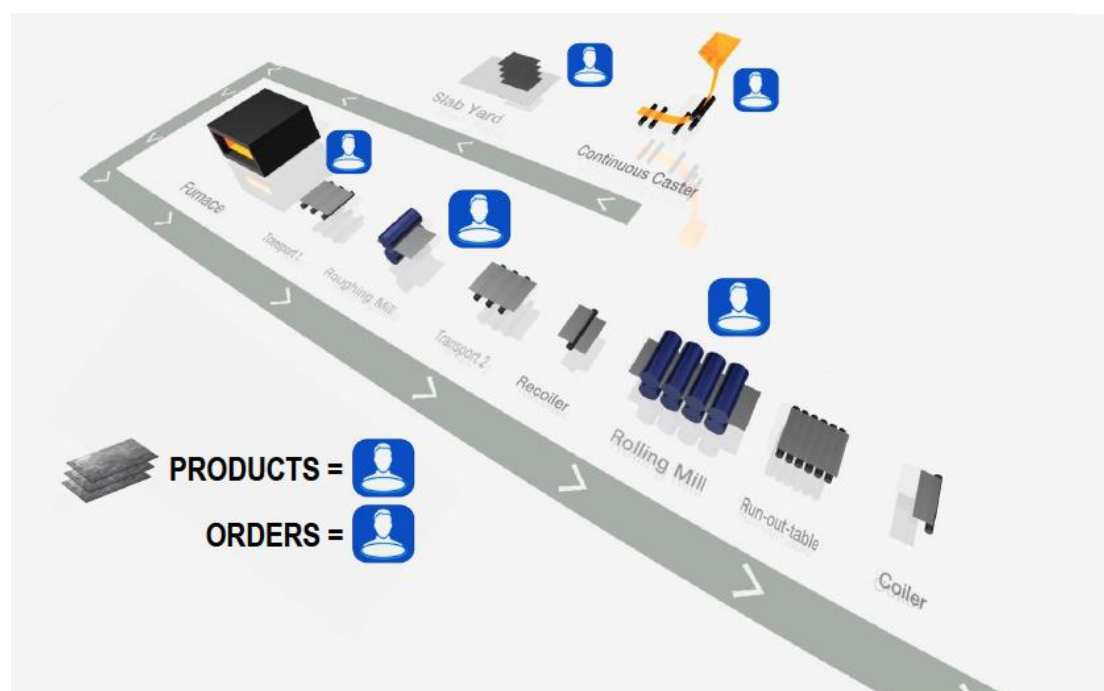 Slab Yard
Continuous Caster
Furnace
Transport 1
Roughing Mill
Transport 2
Recoiler
Rolling Mill
Run-out-table
Coiler
PRODUCTS =
ORDERS =